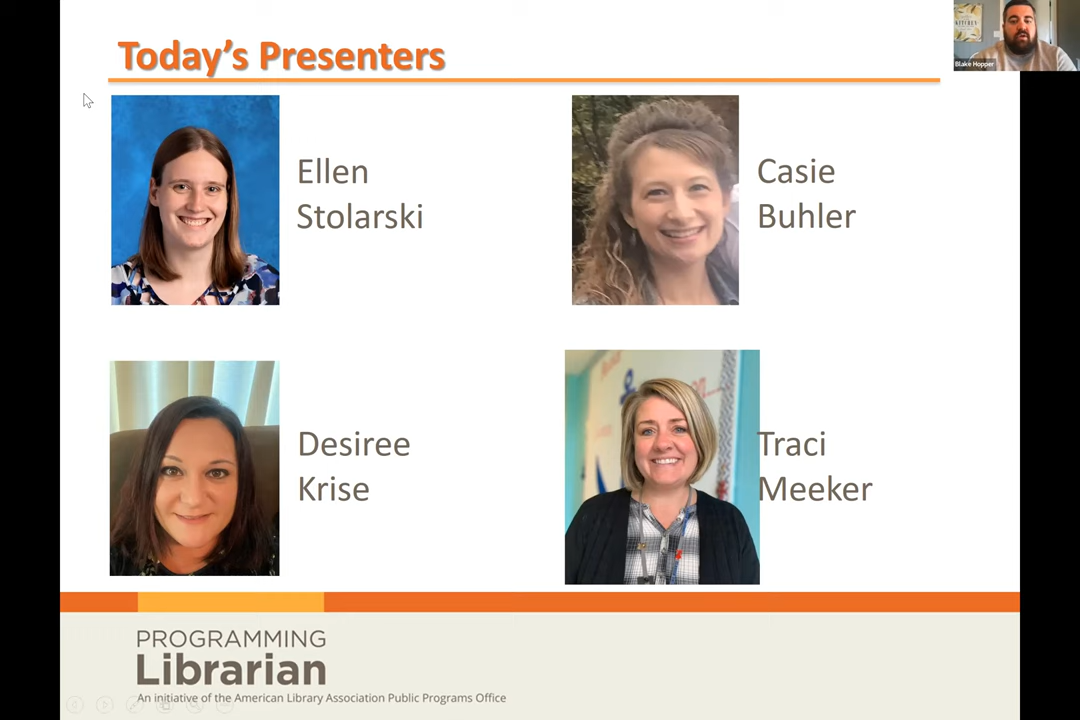 Today's Presenters
Blake Hopper
Ellen
Stolarski
Casie
Buhler
Desiree
Krise
Traci
Meeker
PROGRAMMING
Librarian
An initiative of the American Library Association Public Programs Office